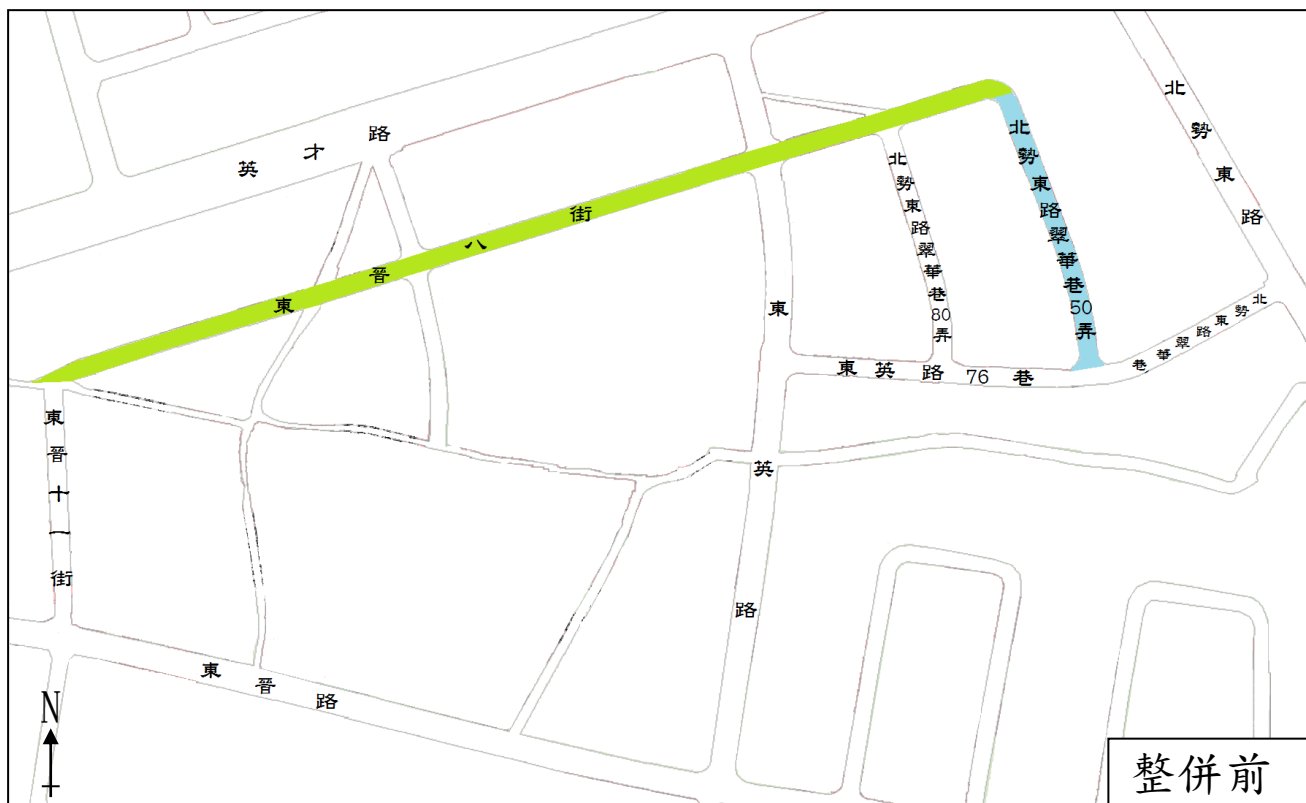 英才路
北勢東路
東晉八街
北勢東路翠華巷50弄
北勢東路翠華巷80弄
東英路
東英路76巷
北勢東路翠華巷
東晉十一街
東晉路
N
整併前